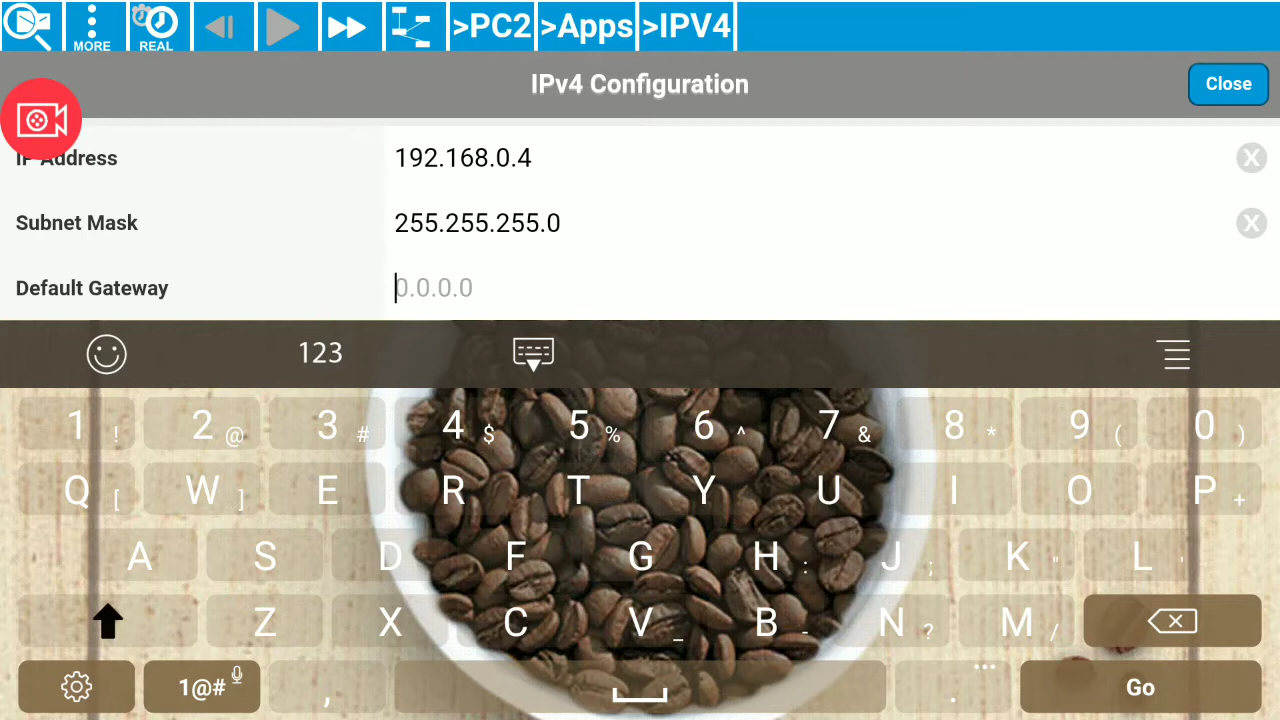 MORE
REAL
>PC2 >Apps >IPV4
IPv4 Configuration
Close
IP Address 192.168.0.4 X
Subnet Mask 255.255.255.0 X
Default Gateway 0.0.0.0
123
1 ! 2 @ 3 # 4 $ 5 % 6 ^ 7 & 8 * 9 ( 0 )
Q [ W ] E R T Y U I O P +
A S D F G H : J ; K " L '
Z X C V _ B - N ? M /
1@# , . ... Go